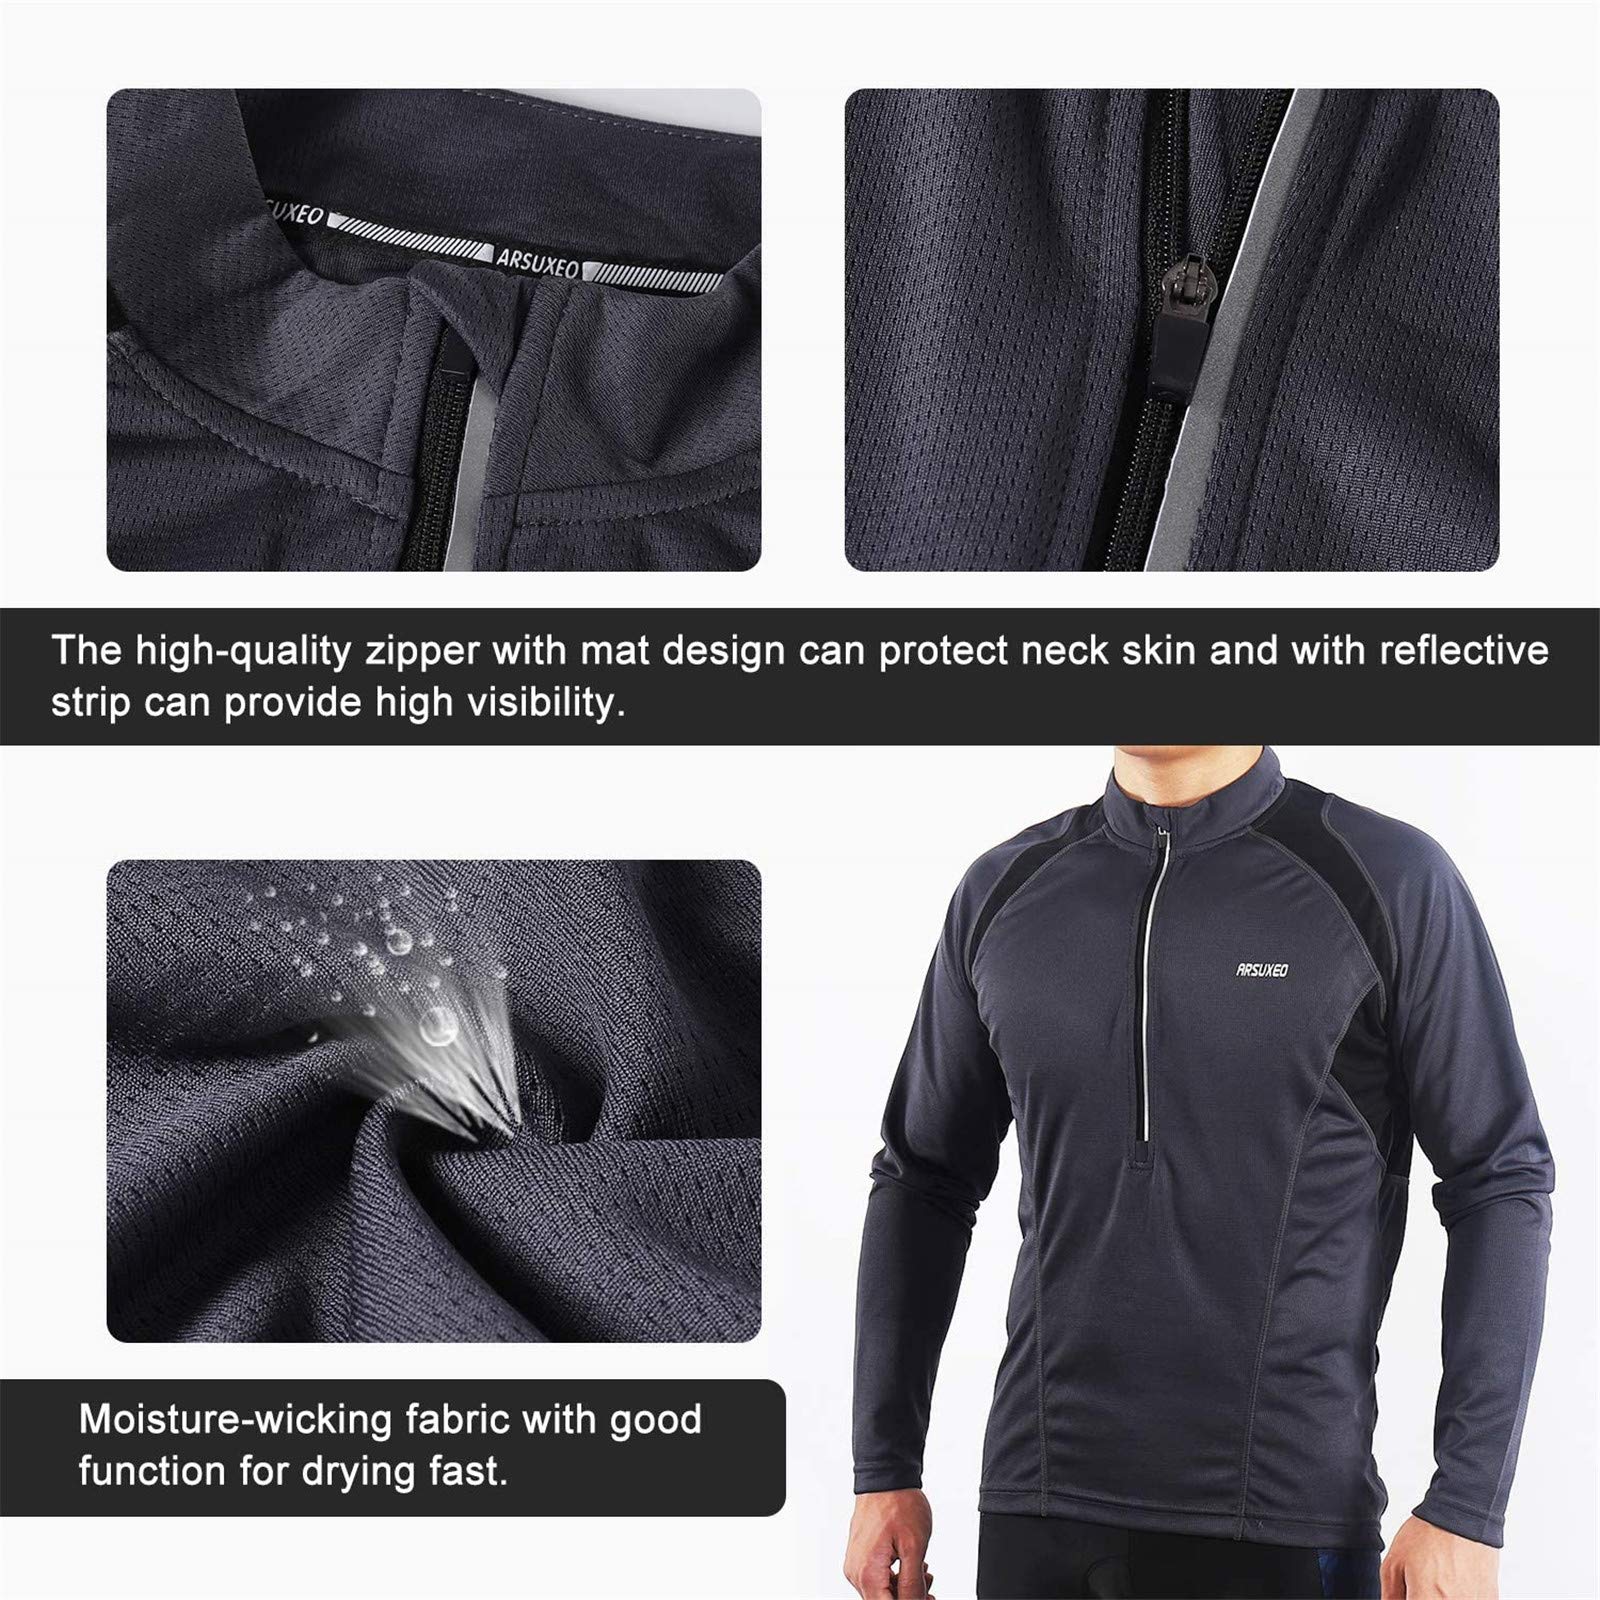 SUXEO
ARSUXEO
The high-quality zipper with mat design can protect neck skin and with reflective
strip can provide high visibility.
ARSUXEO
Moisture-wicking fabric with good
function for drying fast.